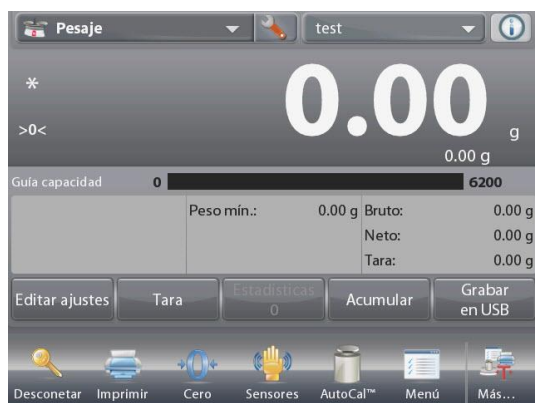 Pesaje
test
*
>0<
0.00 g
0.00 g
Guía capacidad 0 6200
Peso mín.: 0.00 g
Bruto: 0.00 g
Neto: 0.00 g
Tara: 0.00 g
Editar ajustes
Tara
Estadísticas
0
Acumular
Grabar
en USB
Desconetar
Imprimir
Cero
Sensores
AutoCal™
Menú
Más...